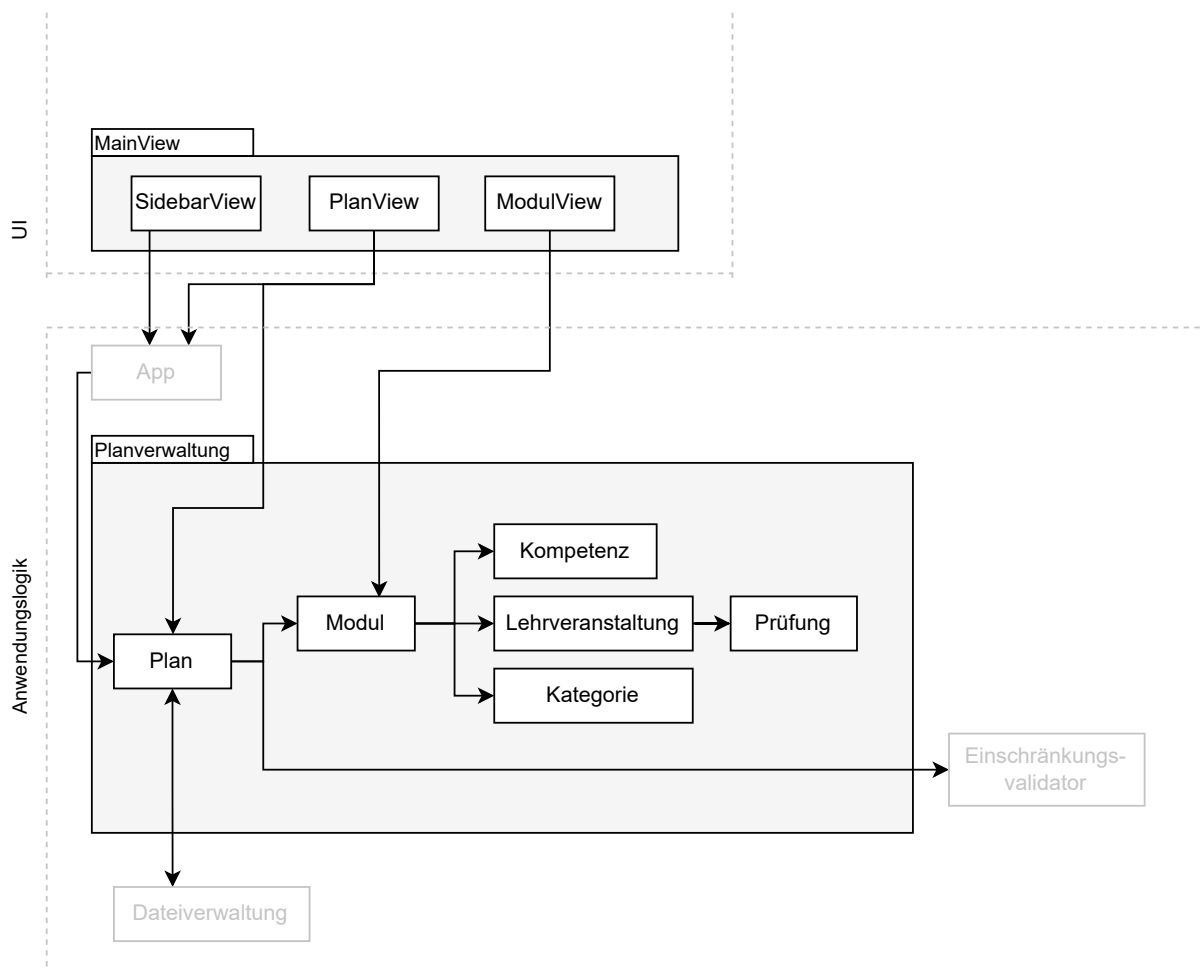 MainView
SidebarView
PlanView
ModulView
UI
App
Planverwaltung
Kompetenz
Modul
Lehrveranstaltung
Prüfung
Plan
Kategorie
Anwendungslogik
Einschränkungs-
validator
Dateiverwaltung